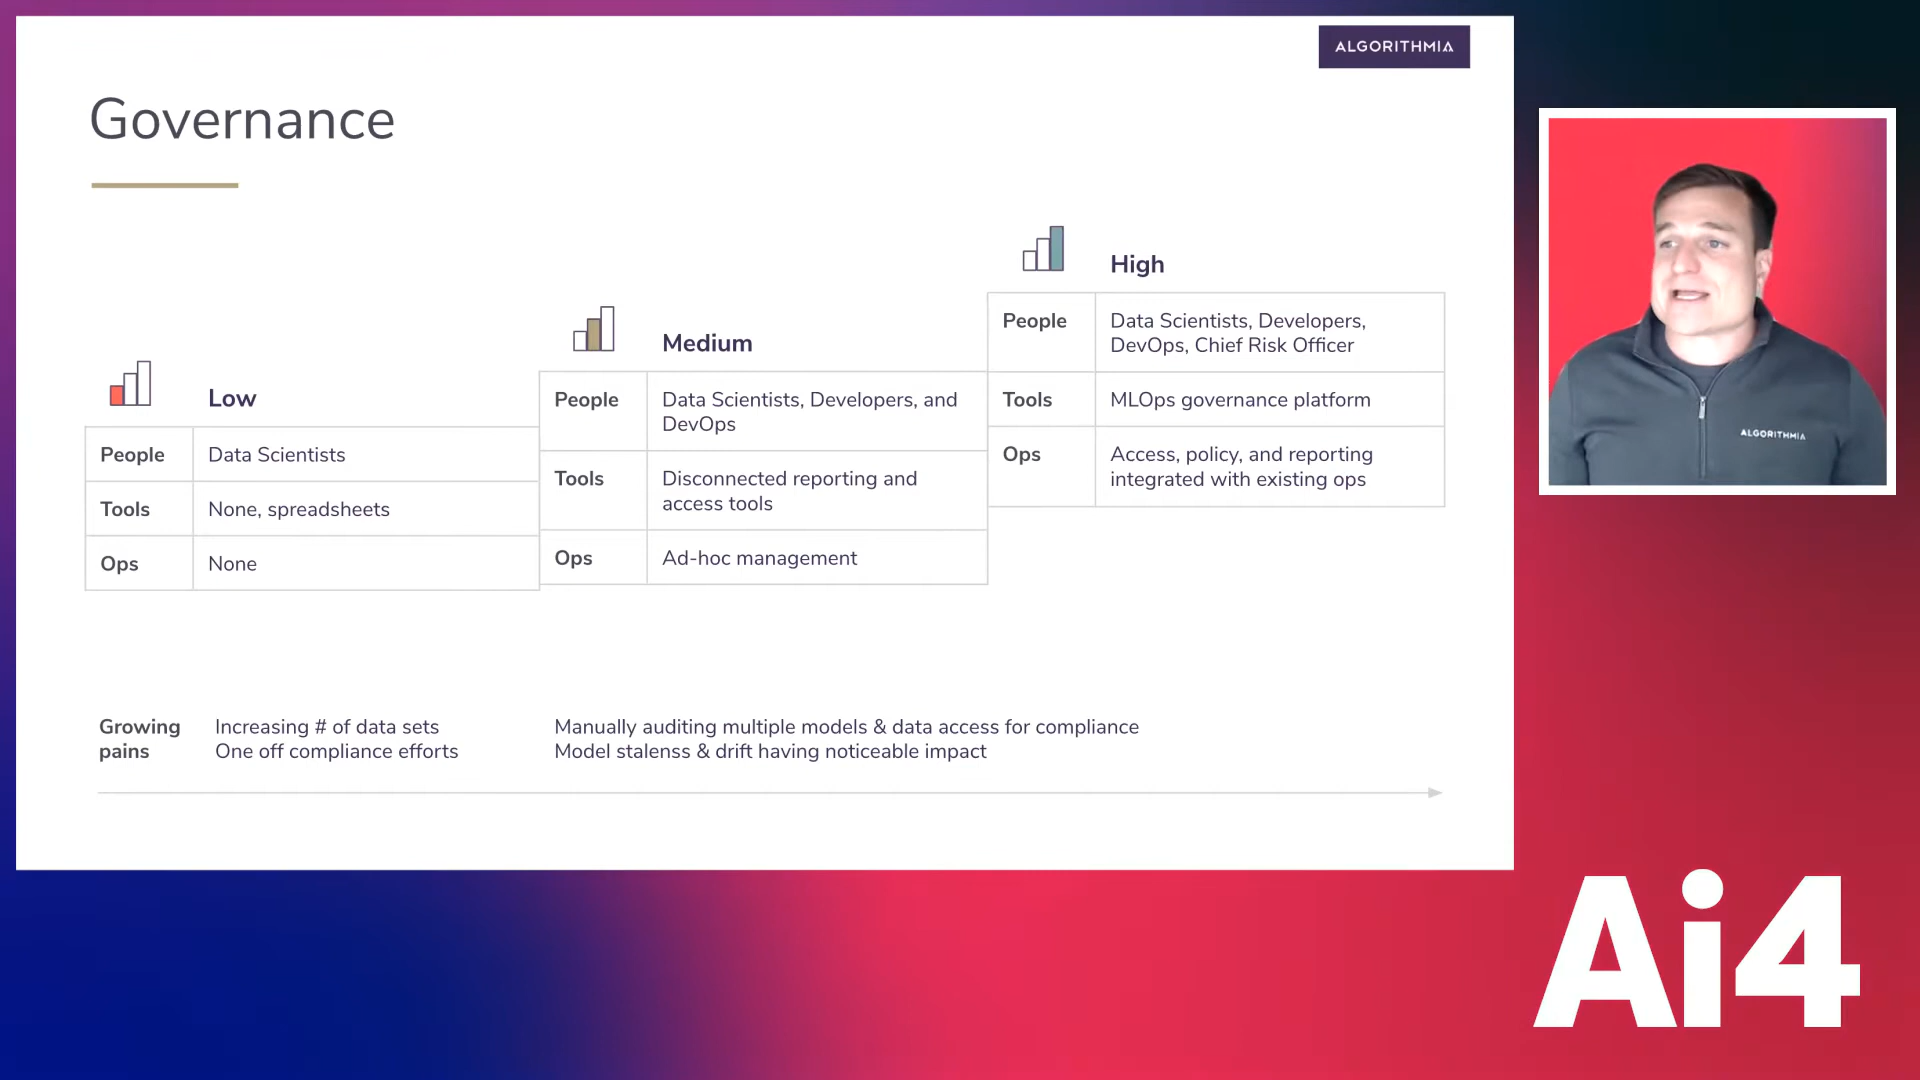 ALGORITHMIA
Governance
Low
People Data Scientists
Tools None, spreadsheets
Ops None
Medium
People Data Scientists, Developers, and
DevOps
Tools Disconnected reporting and
access tools
Ops Ad-hoc management
High
People Data Scientists, Developers,
DevOps, Chief Risk Officer
Tools MLOps governance platform
Ops Access, policy, and reporting
integrated with existing ops
Growing
pains
Increasing # of data sets
One off compliance efforts
Manually auditing multiple models & data access for compliance
Model stalenss & drift having noticeable impact
ALGORITHMIA
Ai4